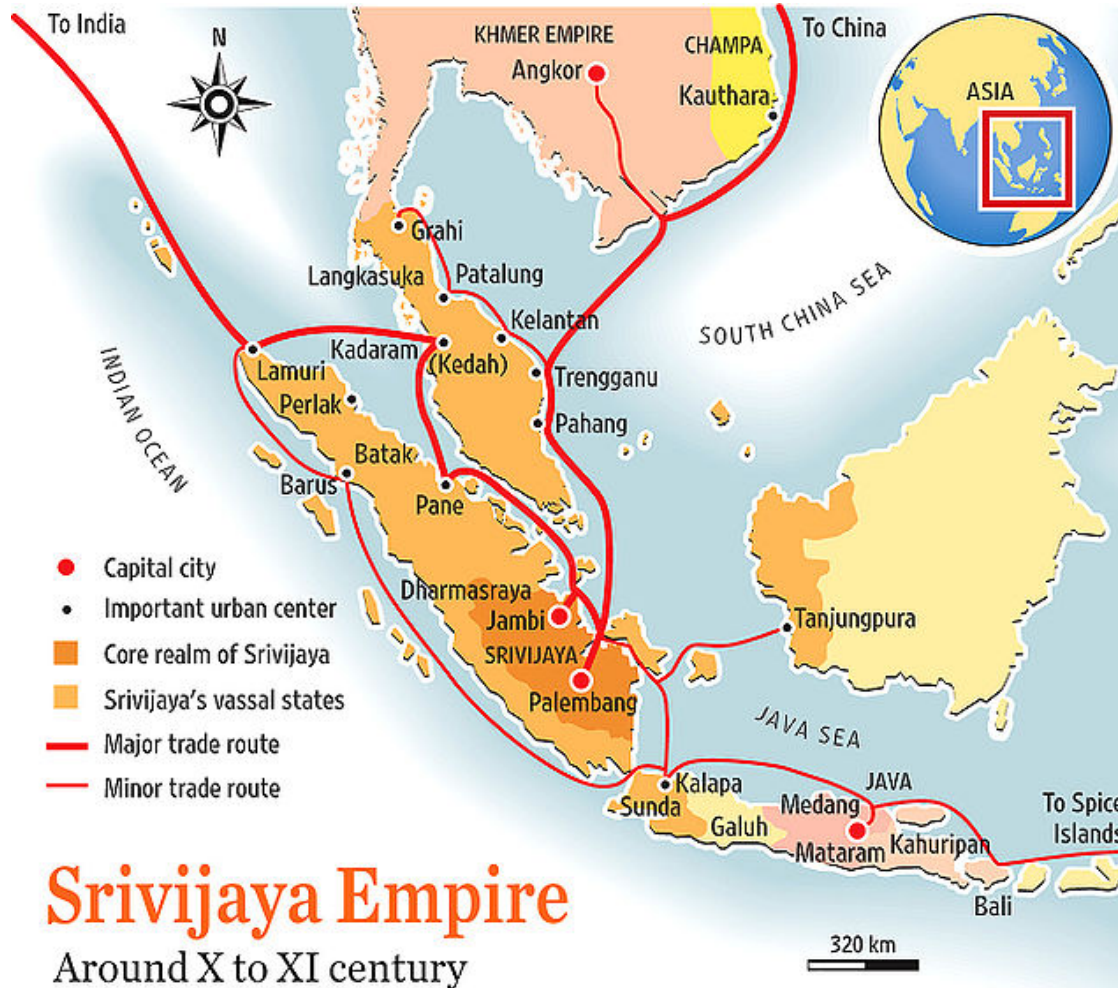 To India
N
KHMER EMPIRE
Angkor
CHAMPA
Kauthara
To China
ASIA
Grahi
Langkasuka
Patalung
Kelantan
Kadaram
(Kedah)
Trengganu
Pahang
SOUTH CHINA SEA
INDIAN OCEAN
Lamuri
Perlak
Batak
Barus
Pane
Dharmasraya
Jambi
SRIVIJAYA
Palembang
Tanjungpura
JAVA SEA
Kalapa
Sunda
Galuh
JAVA
Medang
Mataram
Kahuripan
Bali
To Spice
Islands
Capital city
Important urban center
Core realm of Srivijaya
Srivijaya's vassal states
Major trade route
Minor trade route
Srivijaya Empire
Around X to XI century
320 km